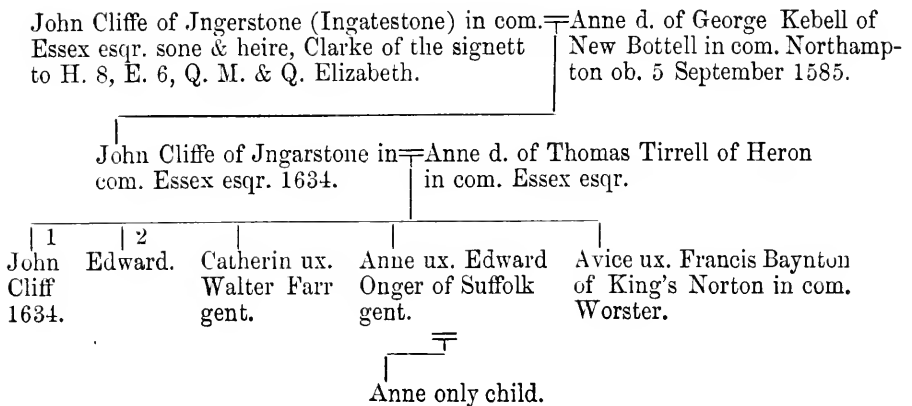 John Cliffe of Jngerstone (Ingatestone) in com.
Essex esqr. sone & heire, Clarke of the signett
to H. 8, E. 6, Q. M. & Q. Elizabeth.
Anne d. of George Kebell of
New Bottell in com. Northamp-
ton ob. 5 September 1585.
John Cliffe of Jngarstone in
com. Essex esqr. 1634.
Anne d. of Thomas Tirrell of Heron
in com. Essex esqr.
1
John
Cliff
1634.
2
Edward.
Catherin ux.
Walter Farr
gent.
Anne ux. Edward
Onger of Suffolk
gent.
Avice ux. Francis Baynton
of King's Norton in com.
Worster.
Anne only child.